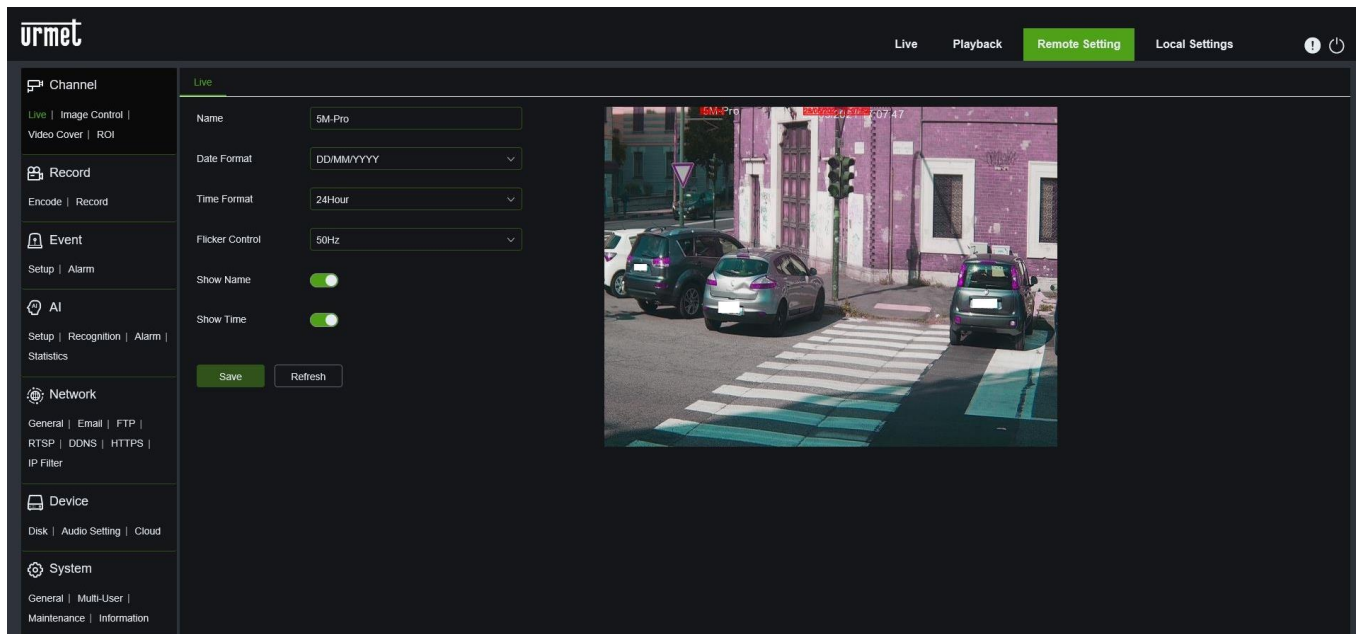 urmet
Live Playback Remote Setting Local Settings
Channel
Live | Image Control |
Video Cover | ROI
Record
Encode | Record
Event
Setup | Alarm
AI
Setup | Recognition | Alarm |
Statistics
Network
General | Email | FTP |
RTSP | DDNS | HTTPS |
IP Filter
Device
Disk | Audio Setting | Cloud
System
General | Multi-User |
Maintenance | Information
Live
Name 5M-Pro
Date Format DD/MM/YYYY
Time Format 24Hour
Flicker Control 50Hz
Show Name
Show Time
Save Refresh
5M-Pro